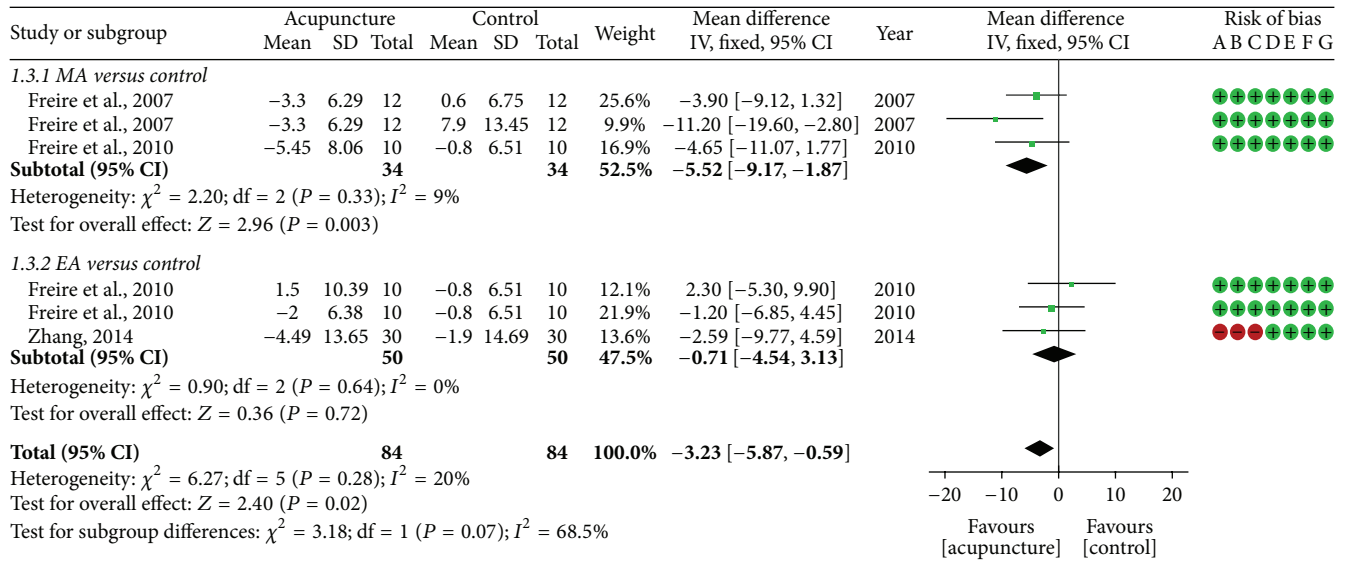 Study or subgroup Acupuncture Control Weight Mean difference Year Mean difference Risk of bias
Mean SD Total Mean SD Total IV, fixed, 95% CI IV, fixed, 95% CI A B C D E F G
1.3.1 MA versus control
Freire et al., 2007 −3.3 6.29 12 0.6 6.75 12 25.6% −3.90 [−9.12, 1.32] 2007 + + + + + + +
Freire et al., 2007 −3.3 6.29 12 7.9 13.45 12 9.9% −11.20 [−19.60, −2.80] 2007 + + + + + + +
Freire et al., 2010 −5.45 8.06 10 −0.8 6.51 10 16.9% −4.65 [−11.07, 1.77] 2010 + + + + + + +
Subtotal (95% CI) 34 34 52.5% −5.52 [−9.17, −1.87]
Heterogeneity: χ² = 2.20; df = 2 (P = 0.33); I² = 9%
Test for overall effect: Z = 2.96 (P = 0.003)
1.3.2 EA versus control
Freire et al., 2010 1.5 10.39 10 −0.8 6.51 10 12.1% 2.30 [−5.30, 9.90] 2010 + + + + + + +
Freire et al., 2010 −2 6.38 10 −0.8 6.51 10 21.9% −1.20 [−6.85, 4.45] 2010 + + + + + + +
Zhang, 2014 −4.49 13.65 30 −1.9 14.69 30 13.6% −2.59 [−9.77, 4.59] 2014 − − − + + + +
Subtotal (95% CI) 50 50 47.5% −0.71 [−4.54, 3.13]
Heterogeneity: χ² = 0.90; df = 2 (P = 0.64); I² = 0%
Test for overall effect: Z = 0.36 (P = 0.72)
Total (95% CI) 84 84 100.0% −3.23 [−5.87, −0.59]
Heterogeneity: χ² = 6.27; df = 5 (P = 0.28); I² = 20%
Test for overall effect: Z = 2.40 (P = 0.02)
Test for subgroup differences: χ² = 3.18; df = 1 (P = 0.07); I² = 68.5%
−20 −10 0 10 20
Favours Favours
[acupuncture] [control]